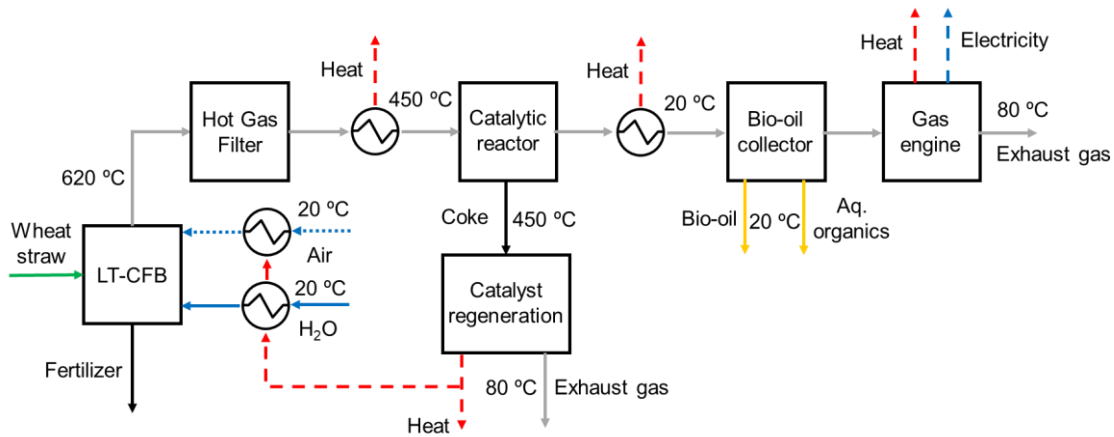 Heat
Heat
Heat
Electricity
Hot Gas
Filter
450 ºC
Catalytic
reactor
20 ºC
Bio-oil
collector
Gas
engine
80 ºC
Exhaust gas
620 ºC
Wheat
straw
LT-CFB
20 ºC
Air
20 ºC
H₂O
Coke
450 ºC
Bio-oil
20 ºC
Aq.
organics
Catalyst
regeneration
Fertilizer
80 ºC
Exhaust gas
Heat